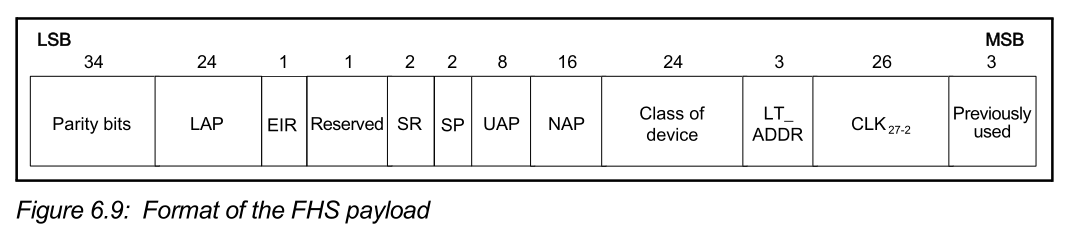 LSB MSB
34 24 1 1 2 2 8 16 24 3 26 3
Parity bits LAP EIR Reserved SR SP UAP NAP Class of device LT_ADDR CLK27-2 Previously used
Figure 6.9: Format of the FHS payload